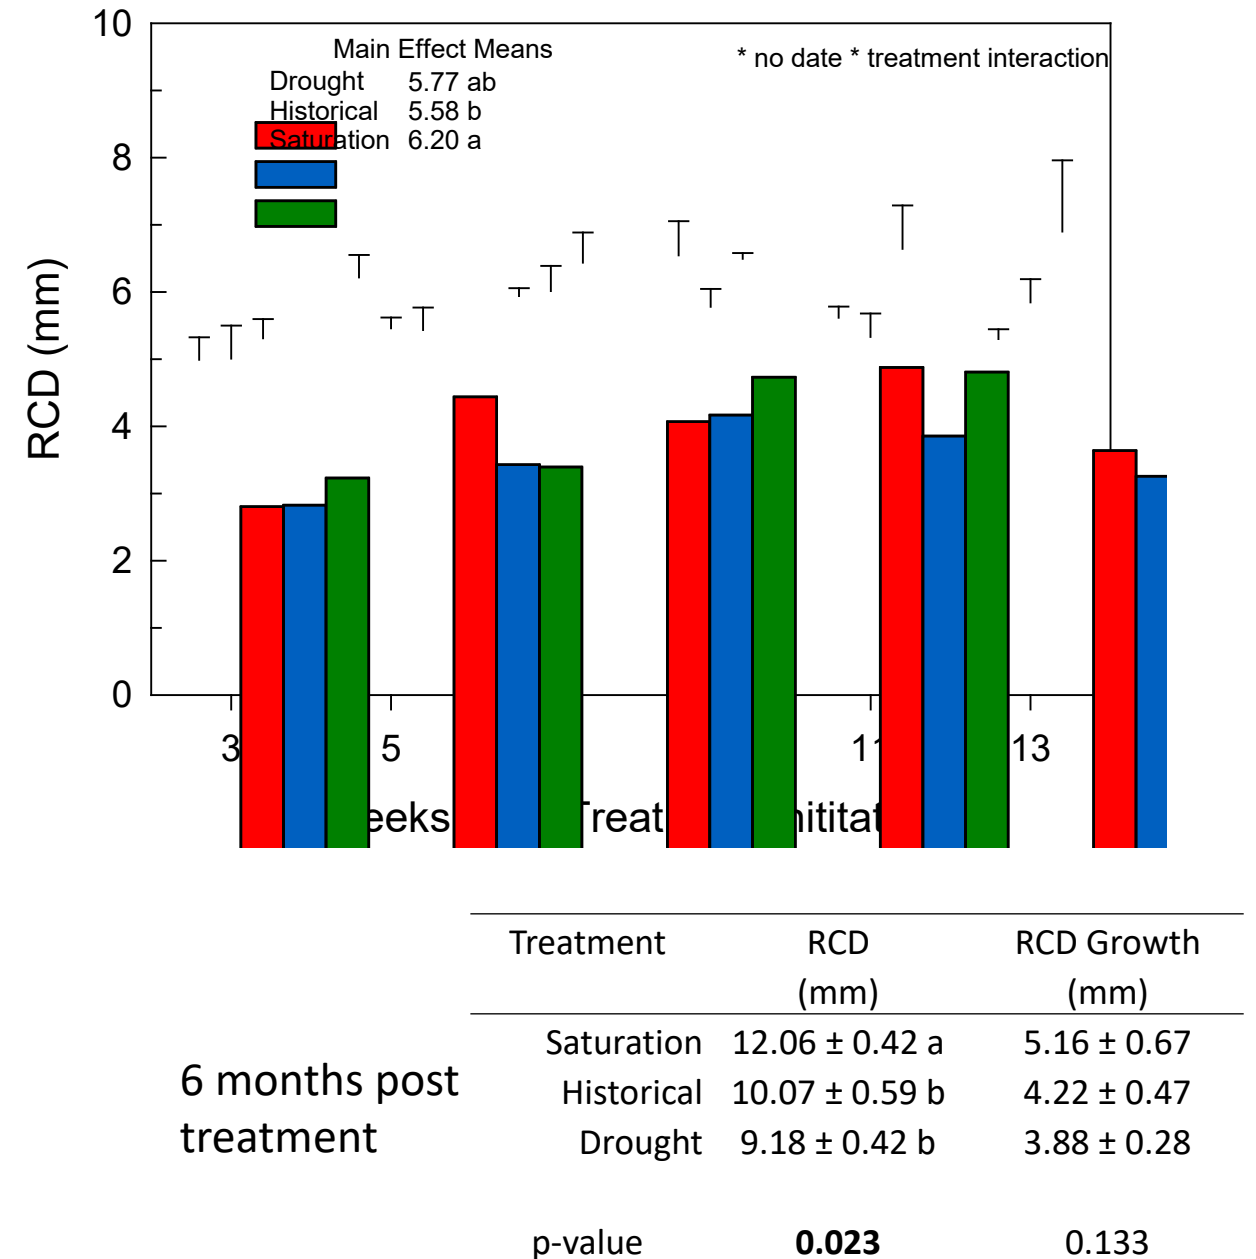 10
Main Effect Means
* no date * treatment interaction
Drought 5.77 ab
Historical 5.58 b
Saturation 6.20 a
8
6
RCD (mm)
4
2
0
3 5 11 13
eeks Treat nititat
Treatment RCD RCD Growth
(mm) (mm)
Saturation 12.06 ± 0.42 a 5.16 ± 0.67
6 months post
Historical 10.07 ± 0.59 b 4.22 ± 0.47
treatment
Drought 9.18 ± 0.42 b 3.88 ± 0.28
p-value 0.023 0.133